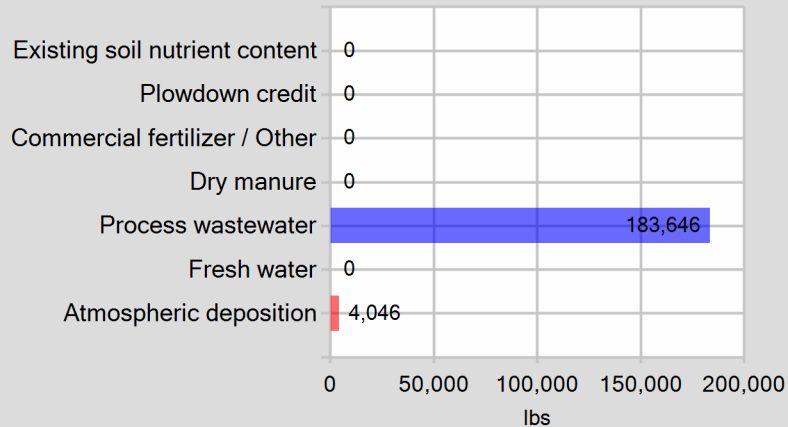 Existing soil nutrient content 0
Plowdown credit 0
Commercial fertilizer / Other 0
Dry manure 0
Process wastewater 183,646
Fresh water 0
Atmospheric deposition 4,046
0 50,000 100,000 150,000 200,000
lbs